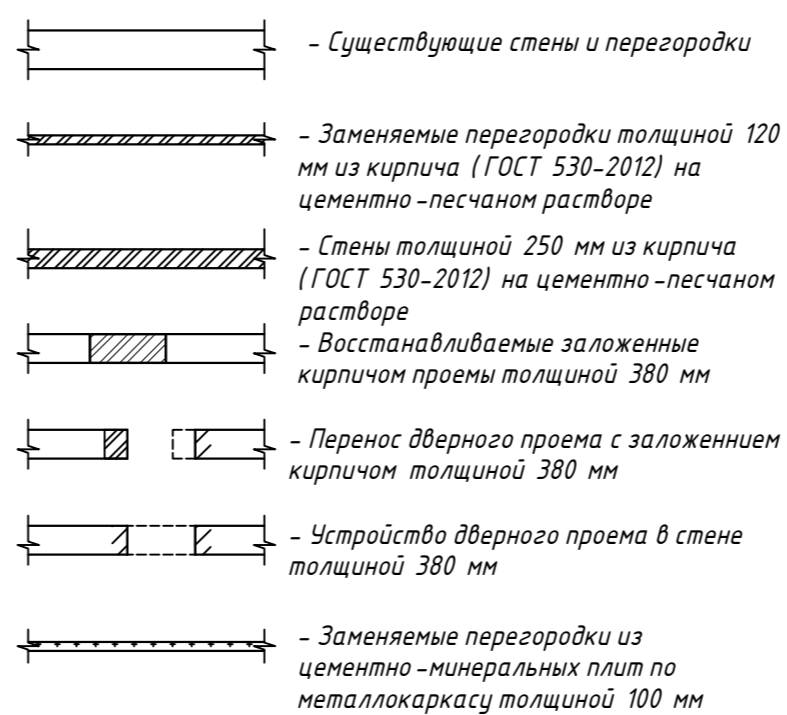 - Существующие стены и перегородки
- Заменяемые перегородки толщиной 120
мм из кирпича (ГОСТ 530-2012) на
цементно-песчаном растворе
- Стены толщиной 250 мм из кирпича
(ГОСТ 530-2012) на цементно-песчаном
растворе
- Восстанавливаемые заложенные
кирпичом проемы толщиной 380 мм
- Перенос дверного проема с заложеннием
кирпичом толщиной 380 мм
- Устройство дверного проема в стене
толщиной 380 мм
- Заменяемые перегородки из
цементно-минеральных плит по
металлокаркасу толщиной 100 мм